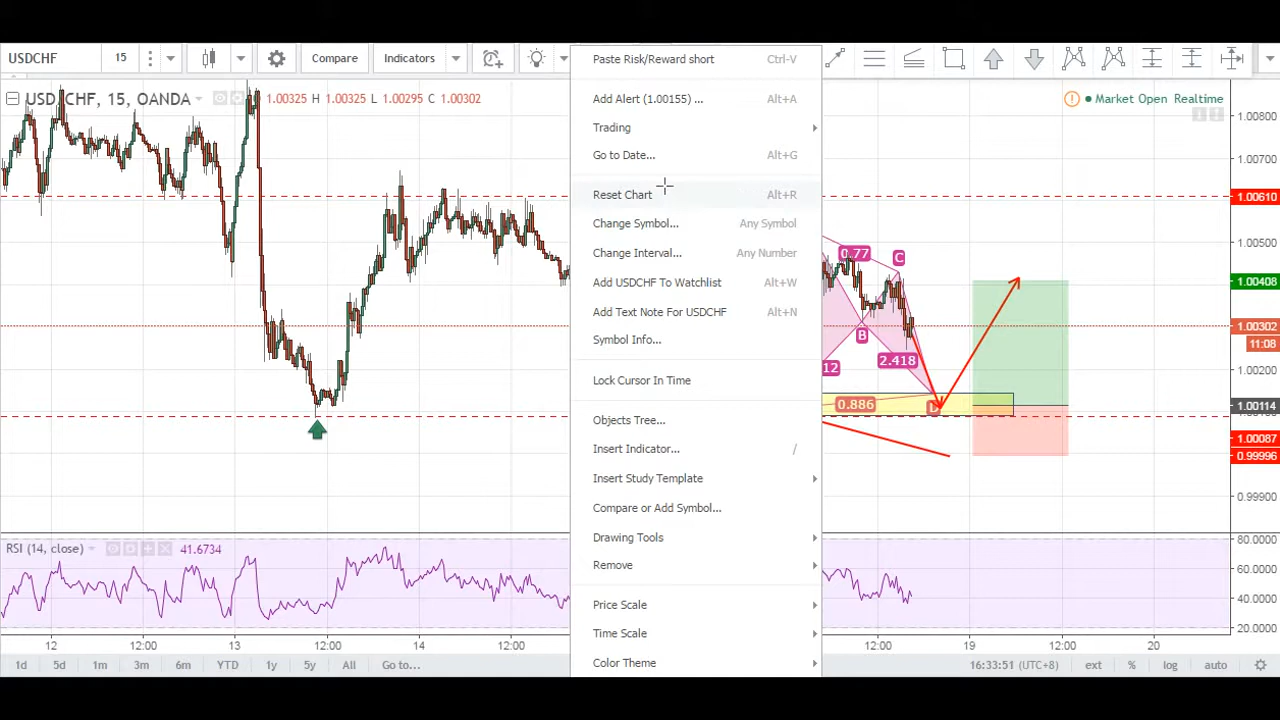 USDCHF 15 Compare Indicators
USD CHF, 15, OANDA 1.00325 H 1.00325 L 1.00295 C 1.00302
Market Open Realtime
Paste Risk/Reward short Ctrl-V
Add Alert (1.00155) ... Alt+A
Trading
Go to Date... Alt+G
Reset Chart Alt+R
Change Symbol... Any Symbol
Change Interval... Any Number
Add USDCHF To Watchlist Alt+W
Add Text Note For USDCHF Alt+N
Symbol Info...
Lock Cursor In Time
Objects Tree...
Insert Indicator... /
Insert Study Template
Compare or Add Symbol...
Drawing Tools
Remove
Price Scale
Time Scale
Color Theme
0.77
C
B
2.418
12
0.886
D
1.00800
1.00700
1.00610
1.00500
1.00408
1.00302
11:08
1.00200
1.00114
1.00087
0.99996
0.99900
RSI (14, close) 41.6734
80.0000
60.0000
40.0000
20.0000
12 12:00 13 12:00 14 12:00 12:00 19 12:00 20
1d 5d 1m 3m 6m YTD 1y 5y All Go to... 16:33:51 (UTC+8) ext % log auto